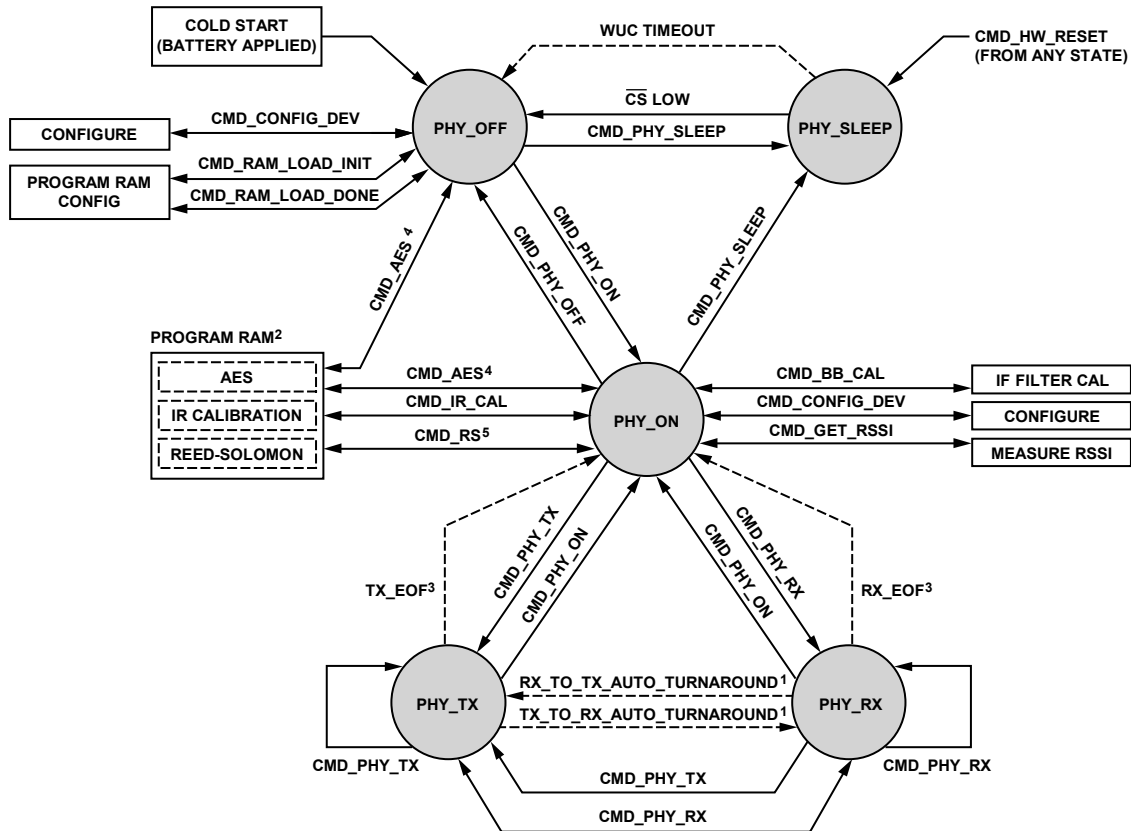 COLD START
(BATTERY APPLIED)
WUC TIMEOUT
CMD_HW_RESET
(FROM ANY STATE)
CS LOW
PHY_OFF
PHY_SLEEP
CMD_CONFIG_DEV
CONFIGURE
CMD_PHY_SLEEP
CMD_RAM_LOAD_INIT
PROGRAM RAM
CONFIG
CMD_RAM_LOAD_DONE
CMD_AES 4
CMD_PHY_OFF
CMD_PHY_ON
CMD_PHY_SLEEP
PROGRAM RAM2
AES
IR CALIBRATION
REED-SOLOMON
CMD_AES4
CMD_IR_CAL
CMD_RS5
PHY_ON
CMD_BB_CAL
IF FILTER CAL
CMD_CONFIG_DEV
CONFIGURE
CMD_GET_RSSI
MEASURE RSSI
TX_EOF3
CMD_PHY_TX
CMD_PHY_ON
CMD_PHY_ON
CMD_PHY_RX
RX_EOF3
PHY_TX
RX_TO_TX_AUTO_TURNAROUND1
TX_TO_RX_AUTO_TURNAROUND1
PHY_RX
CMD_PHY_TX
CMD_PHY_TX
CMD_PHY_RX
CMD_PHY_RX